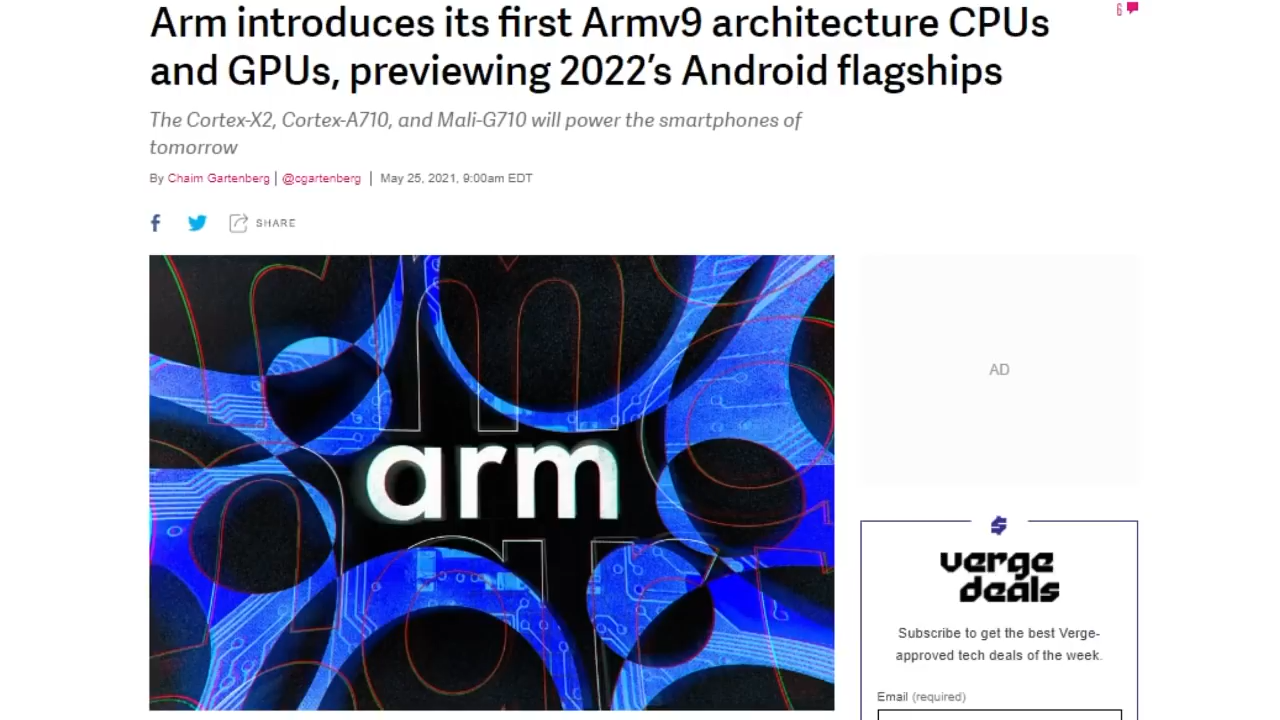 Arm introduces its first Armv9 architecture CPUs
and GPUs, previewing 2022’s Android flagships
6
The Cortex-X2, Cortex-A710, and Mali-G710 will power the smartphones of
tomorrow
By Chaim Gartenberg | @cgartenberg | May 25, 2021, 9:00am EDT
SHARE
arm
AD
verge
deals
Subscribe to get the best Verge-
approved tech deals of the week.
Email (required)